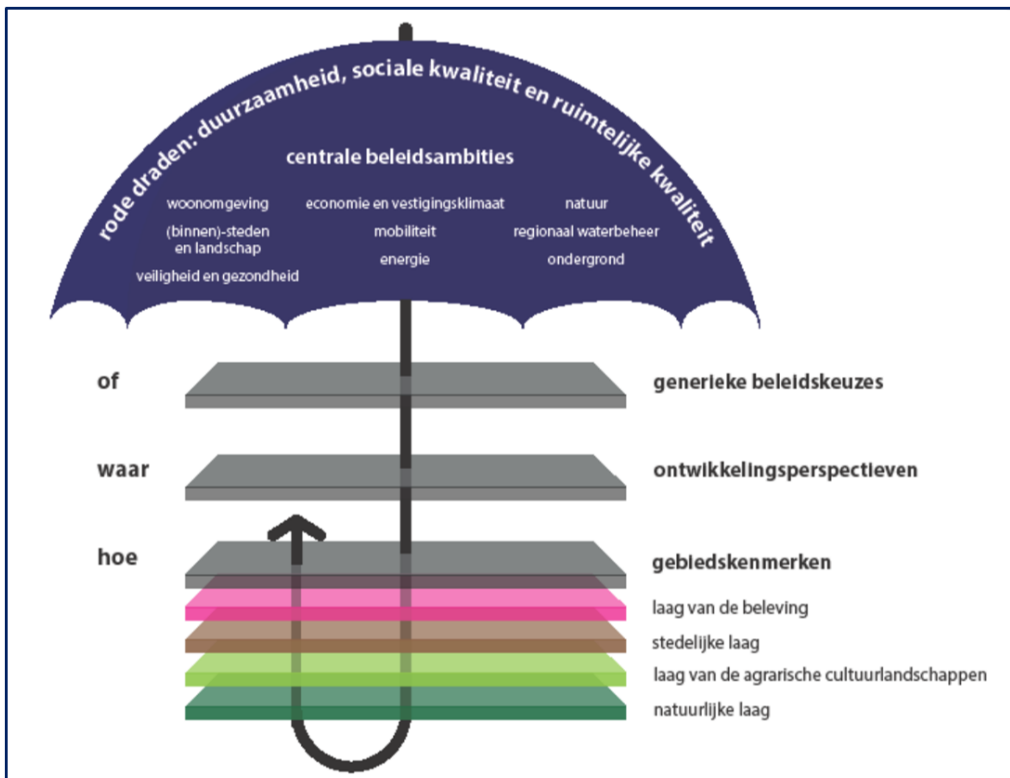 rode draden: duurzaamheid, sociale kwaliteit en ruimtelijke kwaliteit
centrale beleidsambities
woonomgeving
(binnen)-steden
en landschap
veiligheid en gezondheid
economie en vestigingsklimaat
mobiliteit
energie
natuur
regionaal waterbeheer
ondergrond
of
generieke beleidskeuzes
waar
ontwikkelingsperspectieven
hoe
gebiedskenmerken
laag van de beleving
stedelijke laag
laag van de agrarische cultuurlandschappen
natuurlijke laag